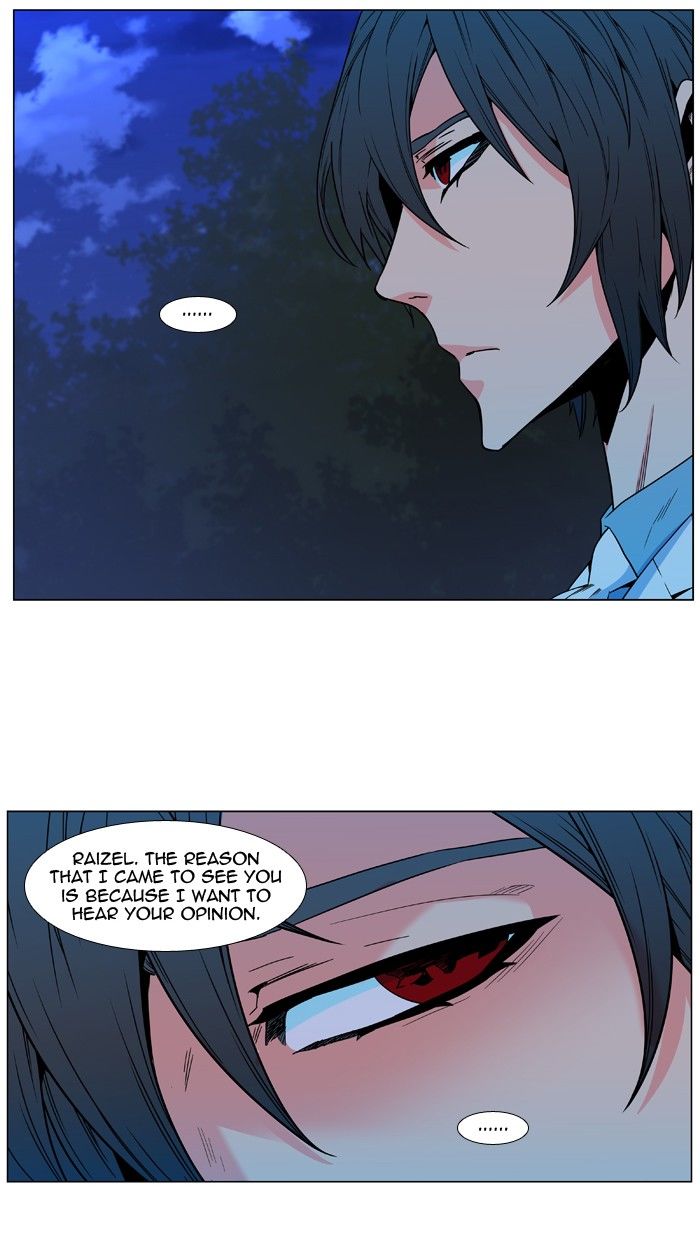 ......
RAIZEL. THE REASON
THAT I CAME TO SEE YOU
IS BECAUSE I WANT TO
HEAR YOUR OPINION.
......